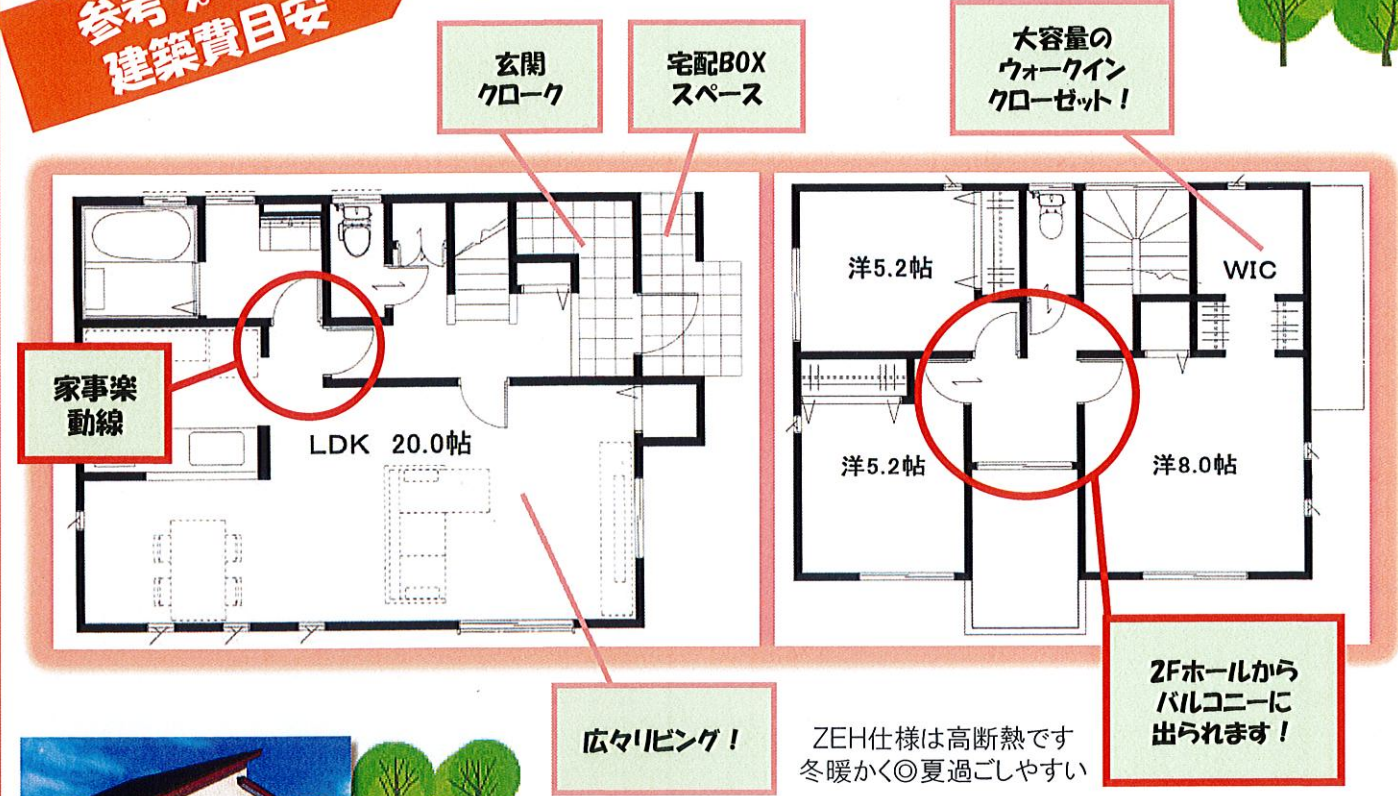 参考
建築費目安
玄関
クローク
宅配BOX
スペース
大容量の
ウォークイン
クローゼット！
洋5.2帖
WIC
家事楽
動線
LDK 20.0帖
洋5.2帖
洋8.0帖
広々リビング！
ZEH仕様は高断熱です
冬暖かく◎夏過ごしやすい
2Fホールから
バルコニーに
出られます！